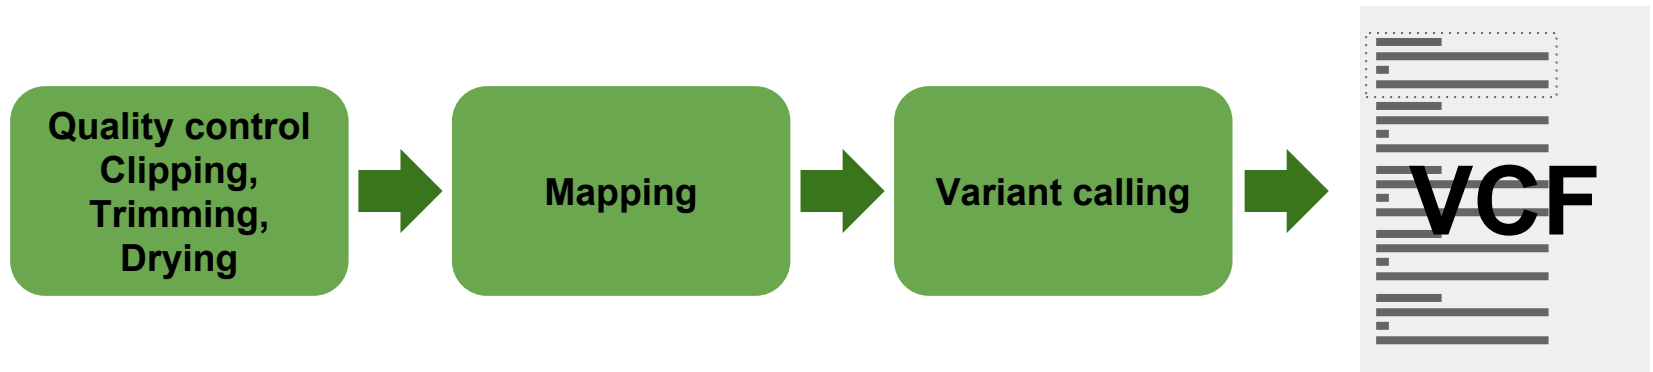 Quality control
Clipping,
Trimming,
Drying
Mapping
Variant calling
VCF